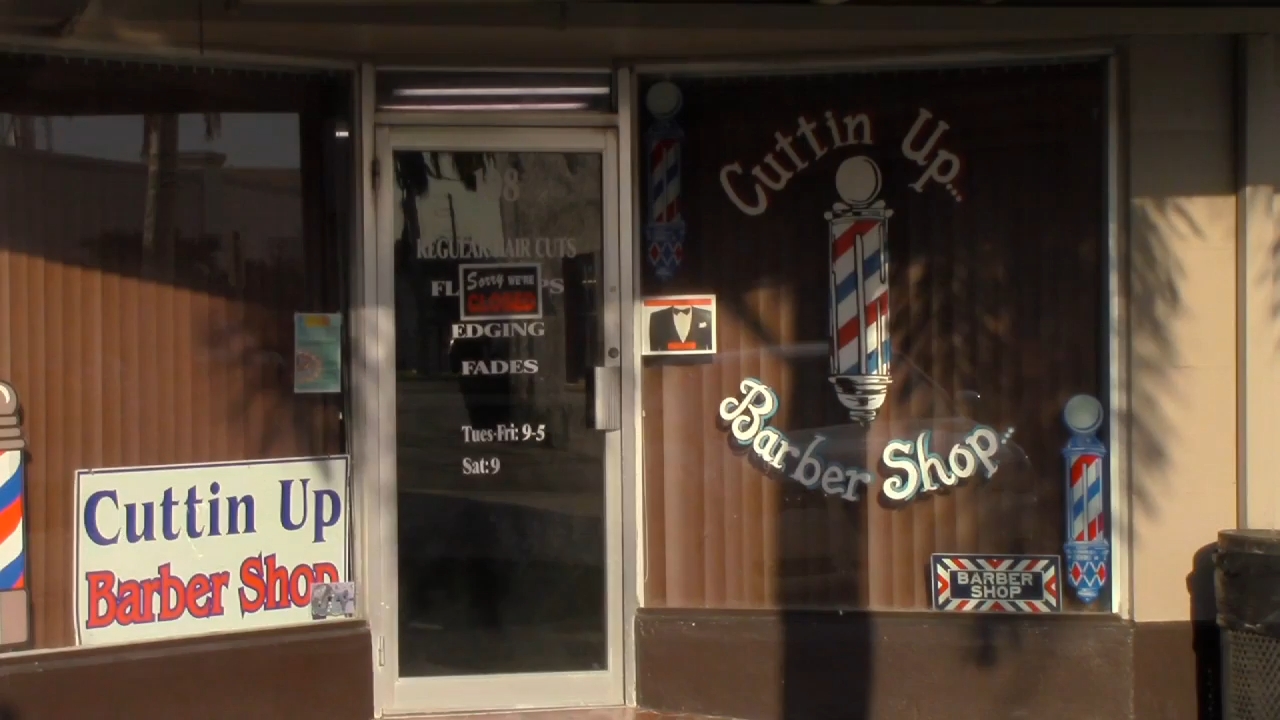 Cuttin Up
Barber Shop
REGULAR HAIR CUTS
Sorry WE'RE
CLOSED
EDGING
FADES
Tues-Fri: 9-5
Sat: 9
Cuttin Up...
Barber Shop...
BARBER
SHOP